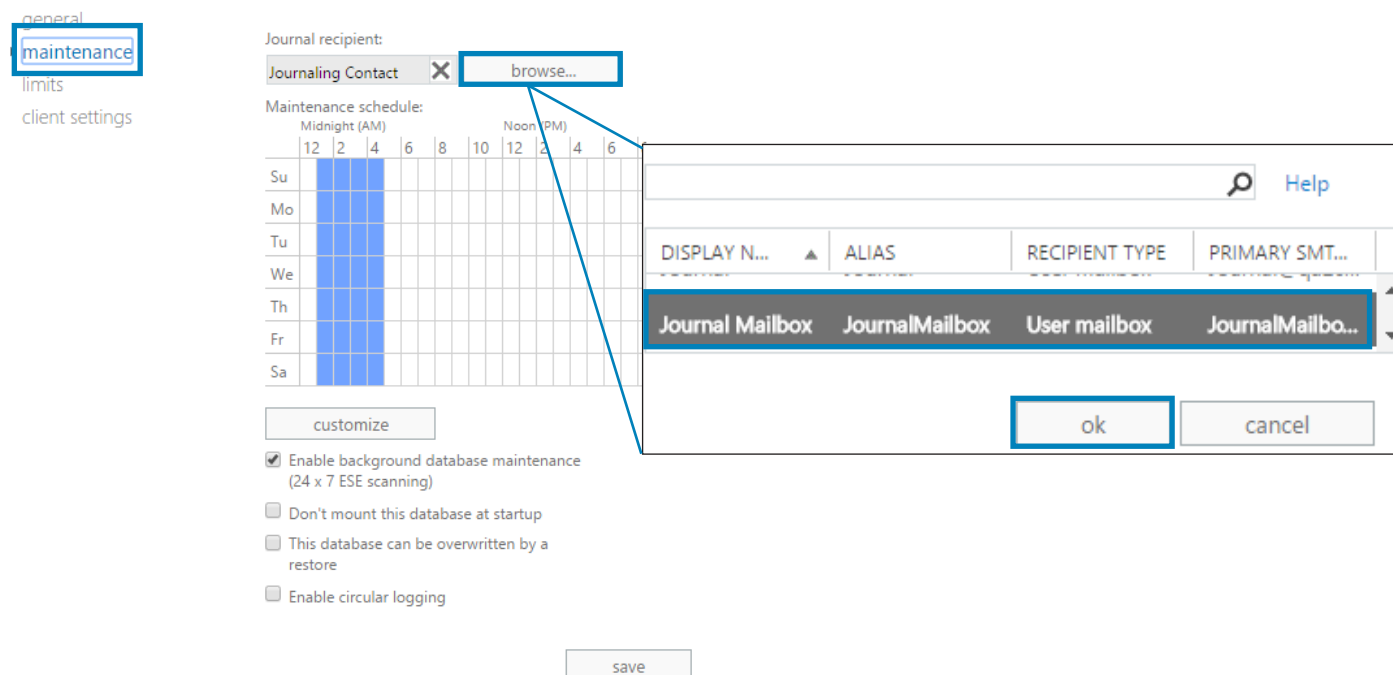 general
maintenance
limits
client settings
Journal recipient:
Journaling Contact
browse...
Maintenance schedule:
Midnight (AM) Noon (PM)
12 2 4 6 8 10 12 2 4 6
Su
Mo
Tu
We
Th
Fr
Sa
customize
Enable background database maintenance
(24 x 7 ESE scanning)
Don't mount this database at startup
This database can be overwritten by a
restore
Enable circular logging
save
Help
DISPLAY N... ALIAS RECIPIENT TYPE PRIMARY SMT...
Journal Mailbox JournalMailbox User mailbox JournalMailbo...
ok cancel